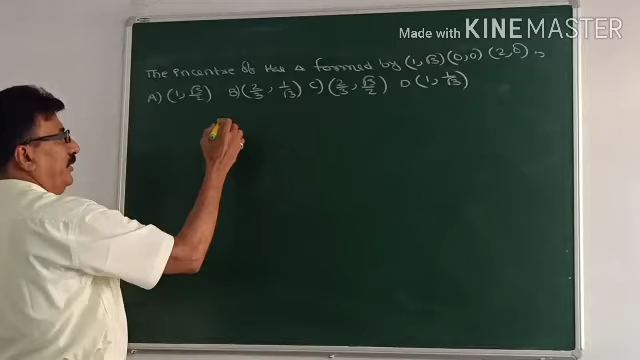 Made with KINEMASTER
The Incentre of the Δ formed by (1, √3) (0, 0) (2, 0),
A) (1, √3/2) B) (2/3, 1/√3) C) (2/3, √3/2) D (1, 1/√3)